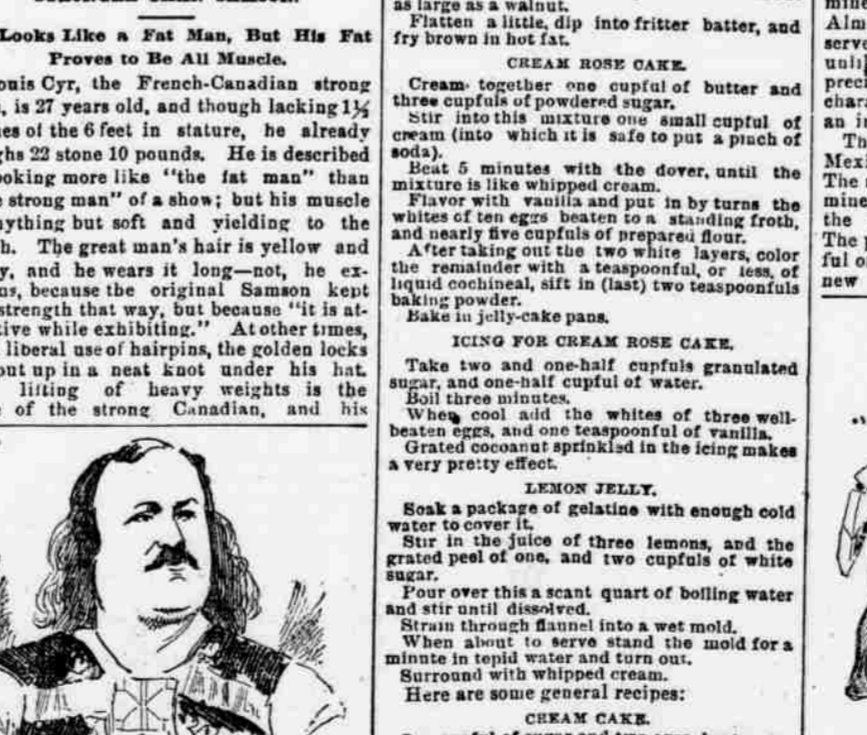 Looks Like a Fat Man, But His Fat
Proves to Be All Muscle.
ouis Cyr, the French-Canadian strong
, is 27 years old, and though lacking 1½
es of the 6 feet in stature, he already
ghs 22 stone 10 pounds. He is described
ooking more like "the fat man" than
strong man" of a show; but his muscle
nything but soft and yielding to the
h. The great man's hair is yellow and
y, and he wears it long—not, he ex-
ns, because the original Samson kept
strength that way, but because "it is at-
tive while exhibiting." At other times,
liberal use of hairpins, the golden locks
put up in a neat knot under his hat.
lifting of heavy weights is the
of the strong Canadian, and his
as large as a walnut.
Flatten a little, dip into fritter batter, and
fry brown in hot fat.
CREAM ROSE CAKE.
Cream together one cupful of butter and
three cupfuls of powdered sugar.
Stir into this mixture one small cupful of
cream (into which it is safe to put a pinch of
soda).
Beat 5 minutes with the dover, until the
mixture is like whipped cream.
Flavor with vanilla and put in by turns the
whites of ten eggs beaten to a standing froth,
and nearly five cupfuls of prepared flour.
After taking out the two white layers, color
the remainder with a teaspoonful, or less, of
liquid cochineal, sift in (last) two teaspoonfuls
baking powder.
Bake in jelly-cake pans.
ICING FOR CREAM ROSE CAKE.
Take two and one-half cupfuls granulated
sugar, and one-half cupful of water.
Boil three minutes.
When cool add the whites of three well-
beaten eggs, and one teaspoonful of vanilla.
Grated cocoanut sprinkled in the icing makes
a very pretty effect.
LEMON JELLY.
Soak a package of gelatine with enough cold
water to cover it.
Stir in the juice of three lemons, and the
grated peel of one, and two cupfuls of white
sugar.
Pour over this a scant quart of boiling water
and stir until dissolved.
Strain through flannel into a wet mold.
When about to serve stand the mold for a
minute in tepid water and turn out.
Surround with whipped cream.
Here are some general recipes:
CREAM CAKE.
mine
Alm
serve
unli
preci
char
an i
Th
Mexi
The
mine
the
The
ful o
new